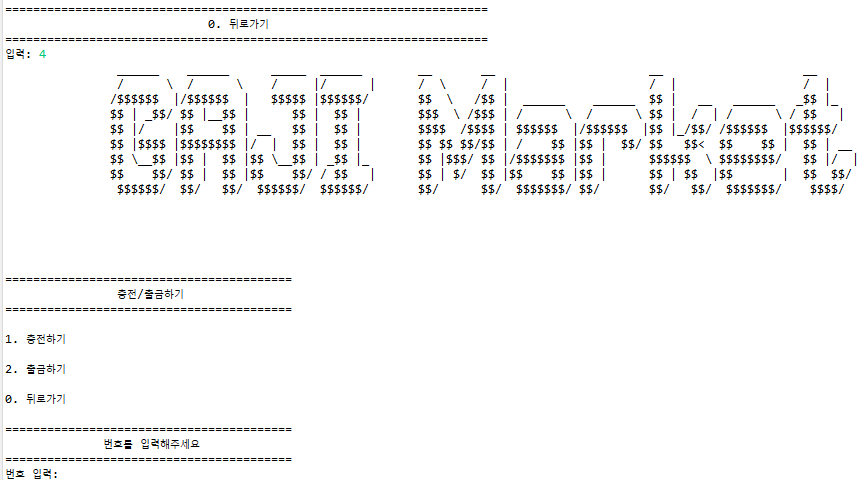 0. 뒤로가기
입력: 4
GAJI Market
충전/출금하기
1. 충전하기
2. 출금하기
0. 뒤로가기
번호를 입력해주세요
번호 입력: